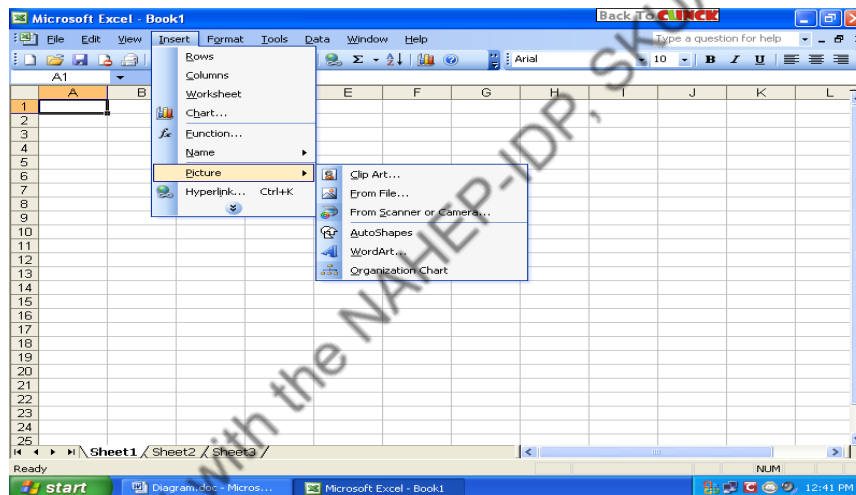 Microsoft Excel - Book1
Back To CLINCK
File Edit View Insert Format Tools Data Window Help
Type a question for help
Arial 10 B I U
A1
A B E F G H I J K L
Rows
Columns
Worksheet
Chart...
Function...
Name
Picture
Hyperlink... Ctrl+K
Clip Art...
From File...
From Scanner or Camera...
AutoShapes
WordArt...
Organization Chart
1
2
3
4
5
6
7
8
9
10
11
12
13
14
15
16
17
18
19
20
21
22
23
24
25
with the NAHEP-IDP, SKUA
Sheet1 Sheet2 Sheet3
Ready
NUM
start
Diagram.doc - Micros...
Microsoft Excel - Book1
12:41 PM